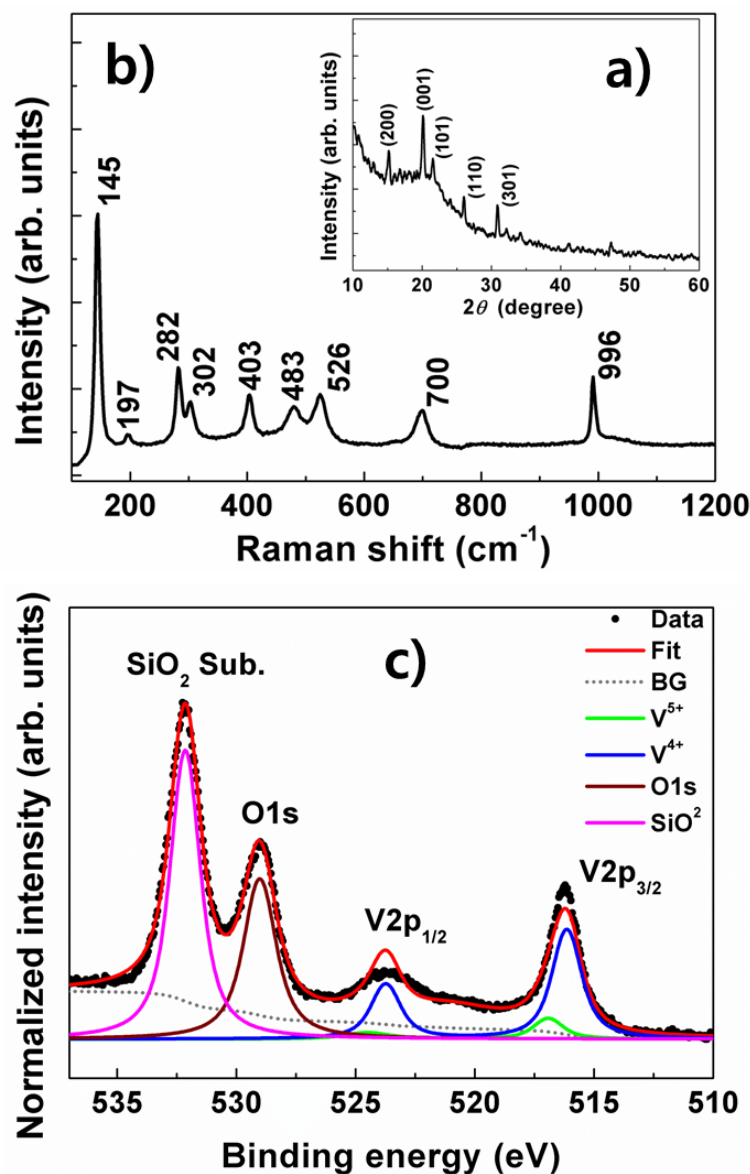 b)
Intensity (arb. units)
145
197
282
302
403
483
526
700
996
200 400 600 800 1000 1200
Raman shift (cm⁻¹)
a)
Intensity (arb. units)
(200)
(001)
(101)
(110)
(301)
10 20 30 40 50 60
2θ (degree)
c)
Normalized intensity (arb. units)
SiO₂ Sub.
O1s
V2p₁/₂
V2p₃/₂
Data
Fit
BG
V⁵⁺
V⁴⁺
O1s
SiO²
535 530 525 520 515 510
Binding energy (eV)